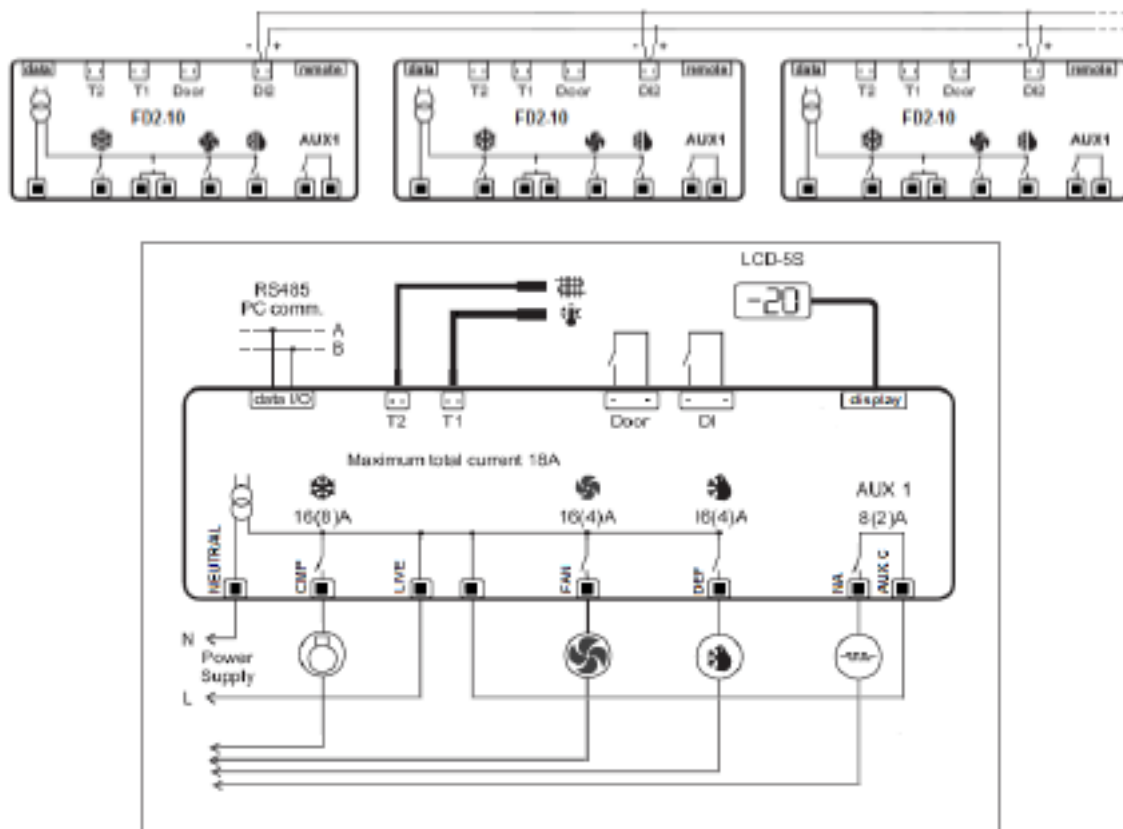 - + - + - +
data T2 T1 Door DI2 remote data T2 T1 Door DI2 remote data T2 T1 Door DI2 remote
FD2.10 FD2.10 FD2.10
AUX1 AUX1 AUX1
LCD-5S
-20
RS485
PC comm.
A
B
data I/O T2 T1 Door DI display
Maximum total current 18A
AUX 1
16(8)A 16(4)A 16(4)A 8(2)A
NEUTRAL CMP LIVE FAN DEF NA AUX C
N
Power
Supply
L